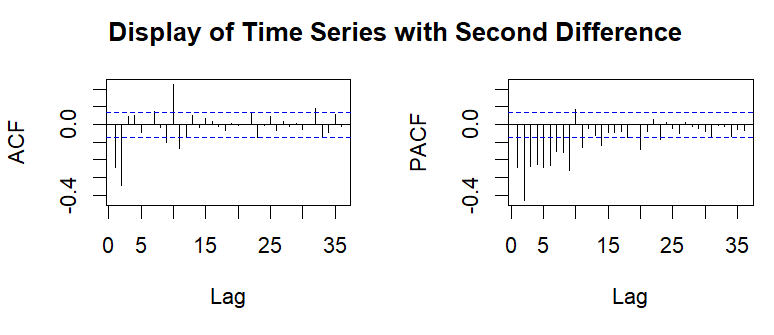 Display of Time Series with Second Difference
ACF
0.0
-0.4
0 5 15 25 35
Lag
PACF
0.0
-0.4
0 5 15 25 35
Lag